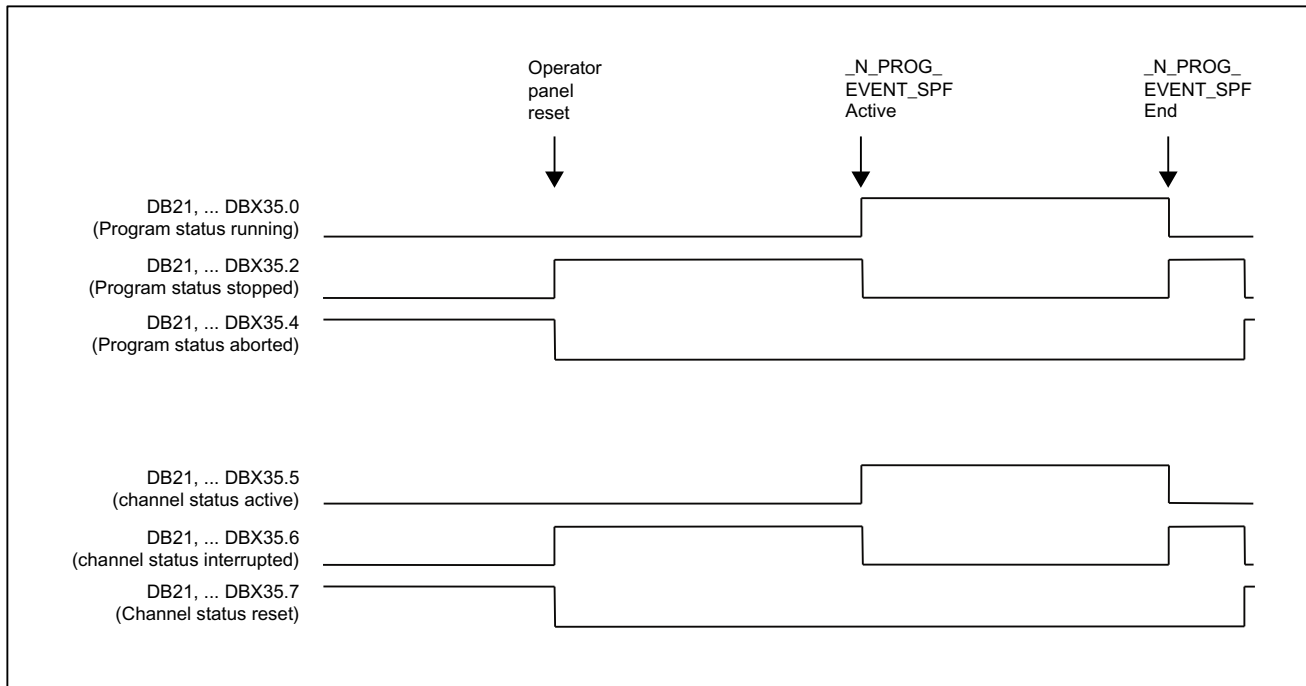 Operator
panel
reset
_N_PROG_
EVENT_SPF
Active
_N_PROG_
EVENT_SPF
End
DB21, ... DBX35.0
(Program status running)
DB21, ... DBX35.2
(Program status stopped)
DB21, ... DBX35.4
(Program status aborted)
DB21, ... DBX35.5
(channel status active)
DB21, ... DBX35.6
(channel status interrupted)
DB21, ... DBX35.7
(Channel status reset)